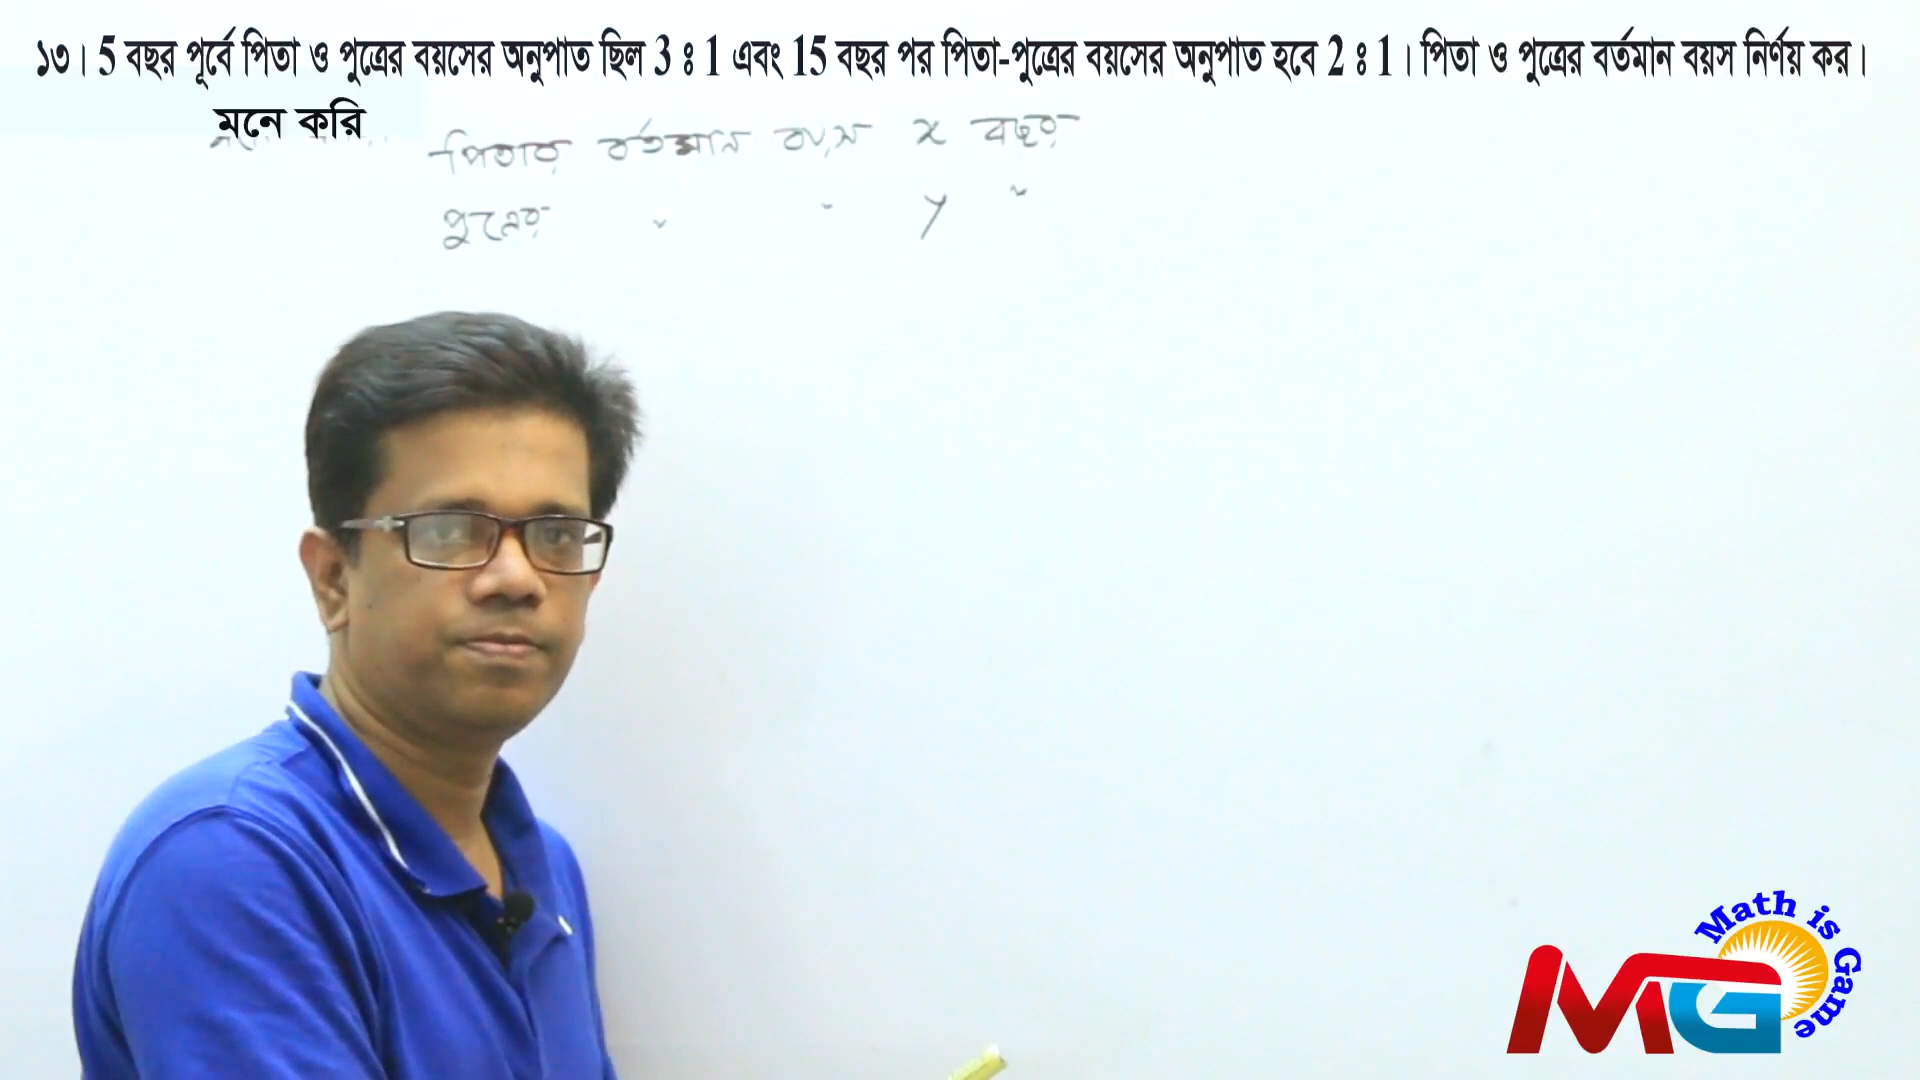 ১৩। 5 বছর পূর্বে পিতা ও পুত্রের বয়সের অনুপাত ছিল 3 ঃ 1 এবং 15 বছর পর পিতা-পুত্রের বয়সের অনুপাত হবে 2 ঃ 1। পিতা ও পুত্রের বর্তমান বয়স নির্ণয় কর।
মনে করি
পিতার বর্তমান বয়স x বছর
পুত্রের " " y "
Math is Game
MG